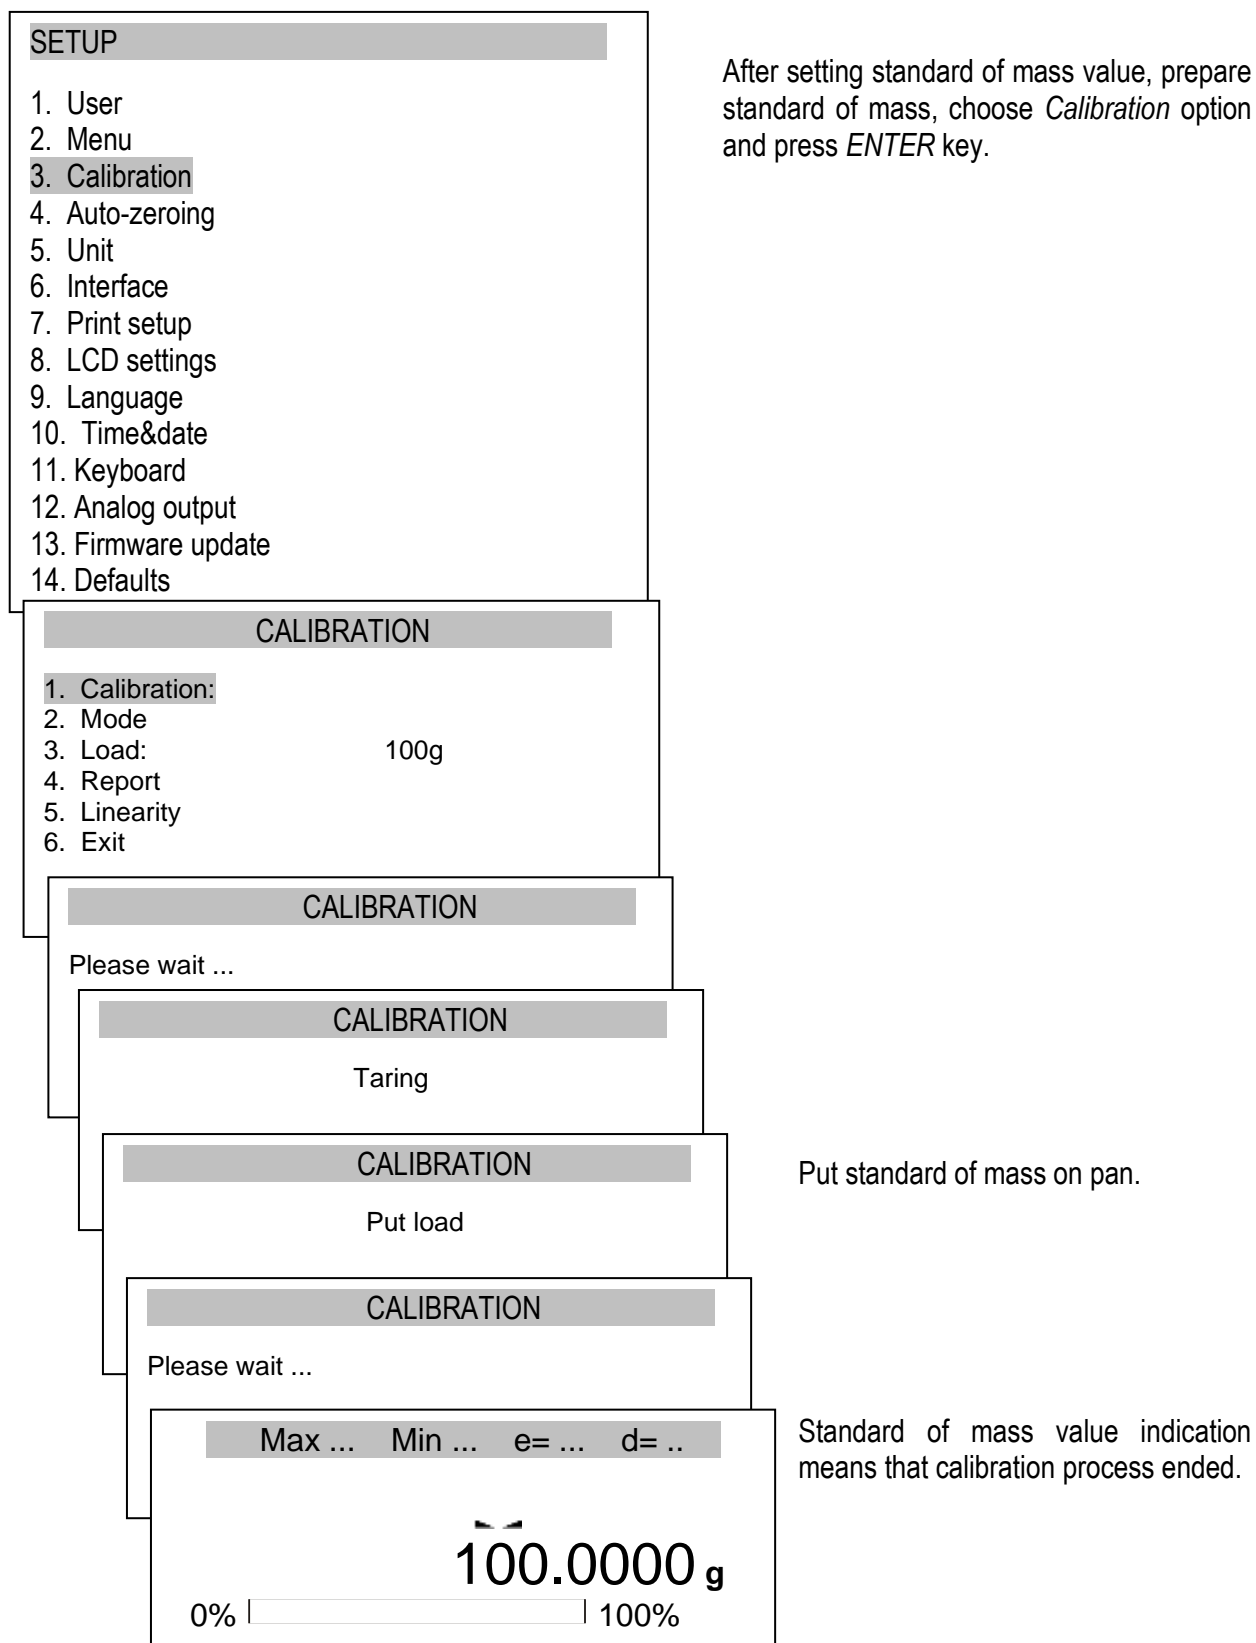 SETUP
After setting standard of mass value, prepare
standard of mass, choose Calibration option
and press ENTER key.
1. User
2. Menu
3. Calibration
4. Auto-zeroing
5. Unit
6. Interface
7. Print setup
8. LCD settings
9. Language
10. Time&date
11. Keyboard
12. Analog output
13. Firmware update
14. Defaults
CALIBRATION
1. Calibration:
2. Mode
3. Load: 100g
4. Report
5. Linearity
6. Exit
CALIBRATION
Please wait ...
CALIBRATION
Taring
CALIBRATION
Put load
Put standard of mass on pan.
CALIBRATION
Please wait ...
Max ... Min ... e= ... d= ..
Standard of mass value indication
means that calibration process ended.
100.0000 g
0% 100%